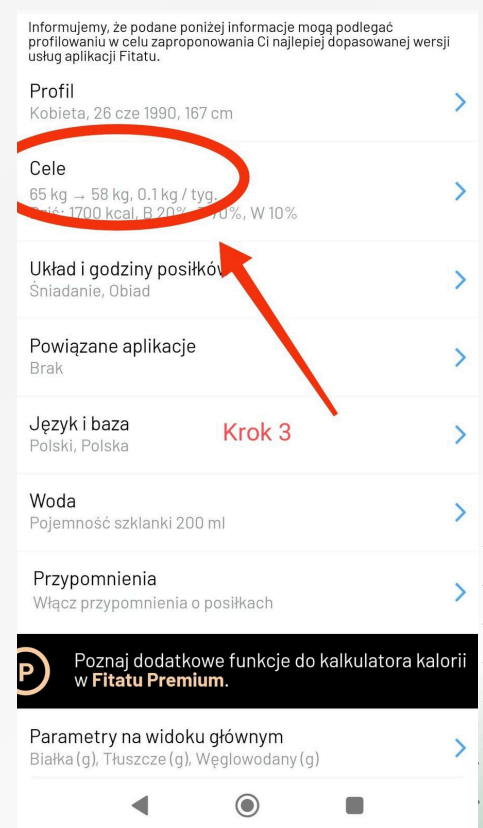 Informujemy, że podane poniżej informacje mogą podlegać
profilowaniu w celu zaproponowania Ci najlepiej dopasowanej wersji
usług aplikacji Fitatu.
Profil
Kobieta, 26 cze 1990, 167 cm
Cele
65 kg → 58 kg, 0.1 kg / tyg.
Dziś: 1700 kcal, B 20%, 70%, W 10%
Układ i godziny posiłków
Śniadanie, Obiad
Powiązane aplikacje
Brak
Język i baza
Polski, Polska
Krok 3
Woda
Pojemność szklanki 200 ml
Przypomnienia
Włącz przypomnienia o posiłkach
P
Poznaj dodatkowe funkcje do kalkulatora kalorii
w Fitatu Premium.
Parametry na widoku głównym
Białka (g), Tłuszcze (g), Węglowodany (g)